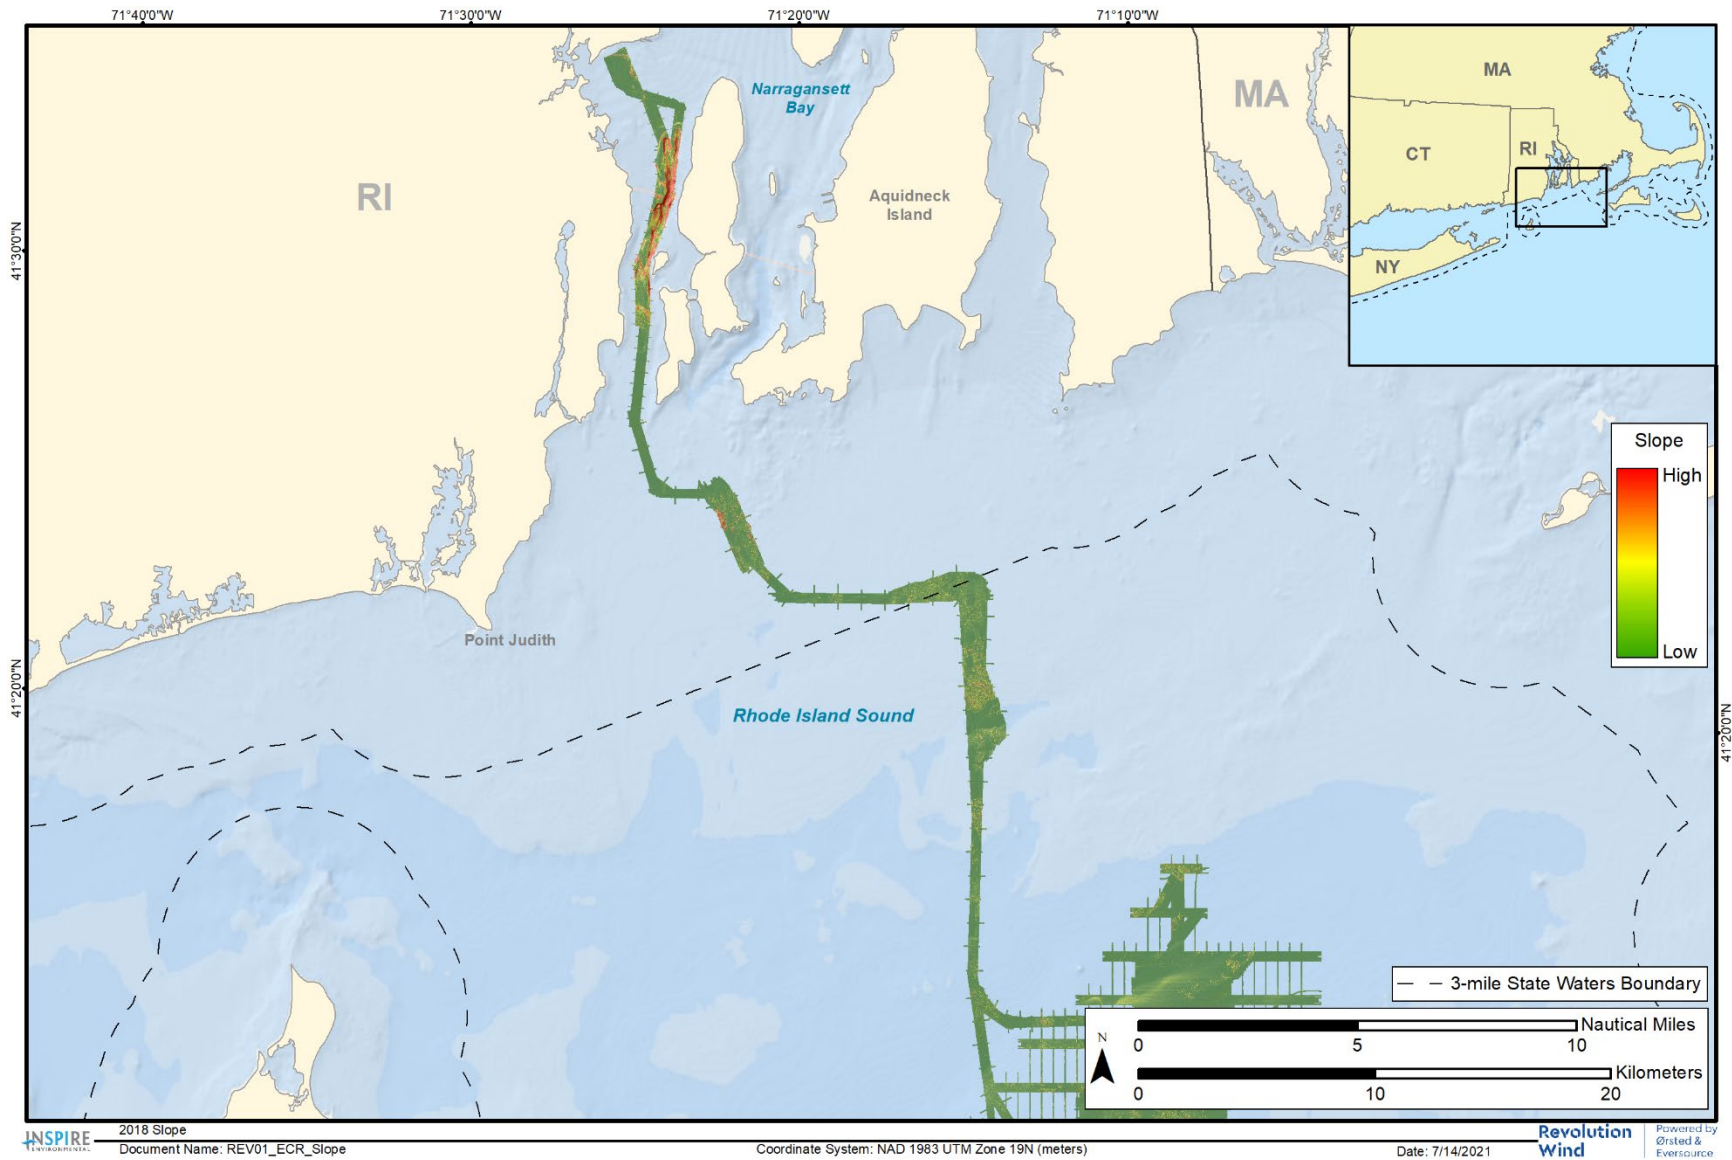 71°40'0"W
71°30'0"W
71°20'0"W
71°10'0"W
Narragansett
Bay
MA
MA
CT
RI
NY
RI
Aquidneck
Island
41°30'0"N
Slope
High
Low
Point Judith
41°20'0"N
Rhode Island Sound
41°20'0"N
3-mile State Waters Boundary
N
Nautical Miles
0 5 10
Kilometers
0 10 20
INSPIRE
ENVIRONMENTAL
2018 Slope
Document Name: REV01_ECR_Slope
Coordinate System: NAD 1983 UTM Zone 19N (meters)
Date: 7/14/2021
Revolution
Wind
Powered by
Ørsted &
Eversource